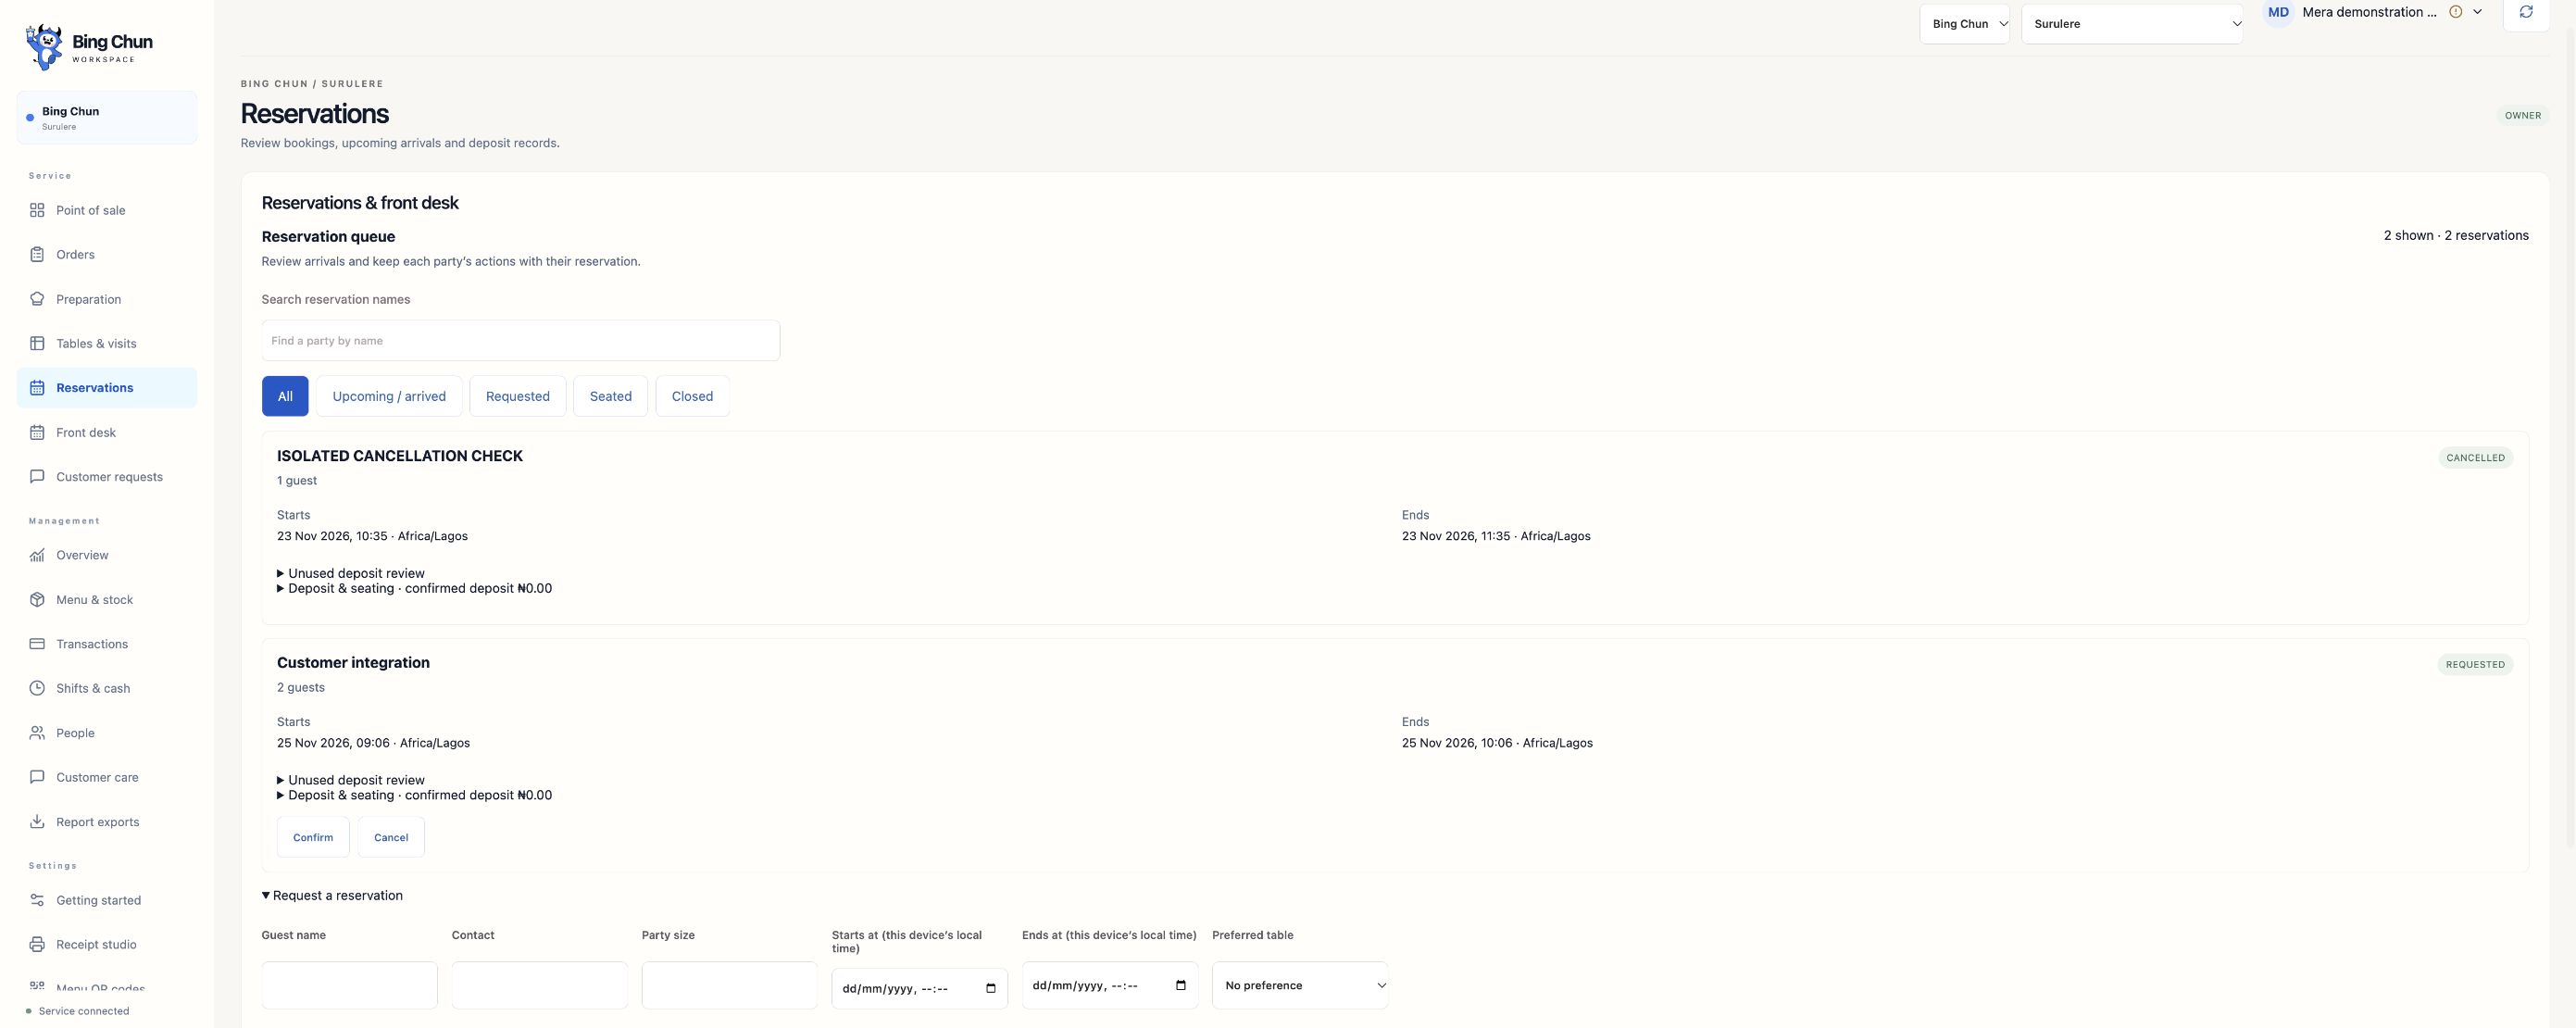 Bing Chun
WORKSPACE
Bing Chun
Surulere
Service
Point of sale
Orders
Preparation
Tables & visits
Reservations
Front desk
Customer requests
Management
Overview
Menu & stock
Transactions
Shifts & cash
People
Customer care
Report exports
Settings
Getting started
Receipt studio
Menu QR codes
Service connected
Bing Chun
Surulere
MD
Mera demonstration ...
BING CHUN / SURULERE
Reservations
Review bookings, upcoming arrivals and deposit records.
OWNER
Reservations & front desk
Reservation queue
2 shown · 2 reservations
Review arrivals and keep each party's actions with their reservation.
Search reservation names
Find a party by name
All
Upcoming / arrived
Requested
Seated
Closed
ISOLATED CANCELLATION CHECK
CANCELLED
1 guest
Starts
23 Nov 2026, 10:35 · Africa/Lagos
Ends
23 Nov 2026, 11:35 · Africa/Lagos
Unused deposit review
Deposit & seating · confirmed deposit ₦0.00
Customer integration
REQUESTED
2 guests
Starts
25 Nov 2026, 09:06 · Africa/Lagos
Ends
25 Nov 2026, 10:06 · Africa/Lagos
Unused deposit review
Deposit & seating · confirmed deposit ₦0.00
Confirm
Cancel
Request a reservation
Guest name
Contact
Party size
Starts at (this device's local
time)
Ends at (this device's local time)
Preferred table
dd/mm/yyyy, --:--
dd/mm/yyyy, --:--
No preference